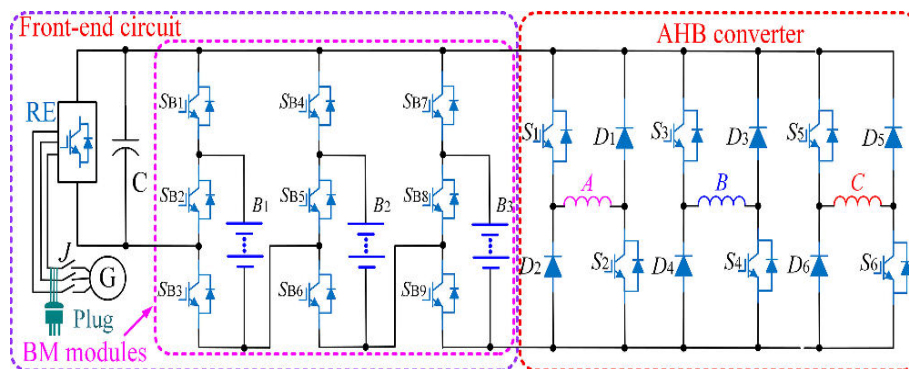 Front-end circuit
AHB converter
RE
C
SB1
SB4
SB7
S1
D1
S3
D3
S5
D5
SB2
B1
SB5
B2
SB8
B3
A
B
C
J
G
D2
S2
D4
S4
D6
S6
SB3
SB6
SB9
Plug
BM modules